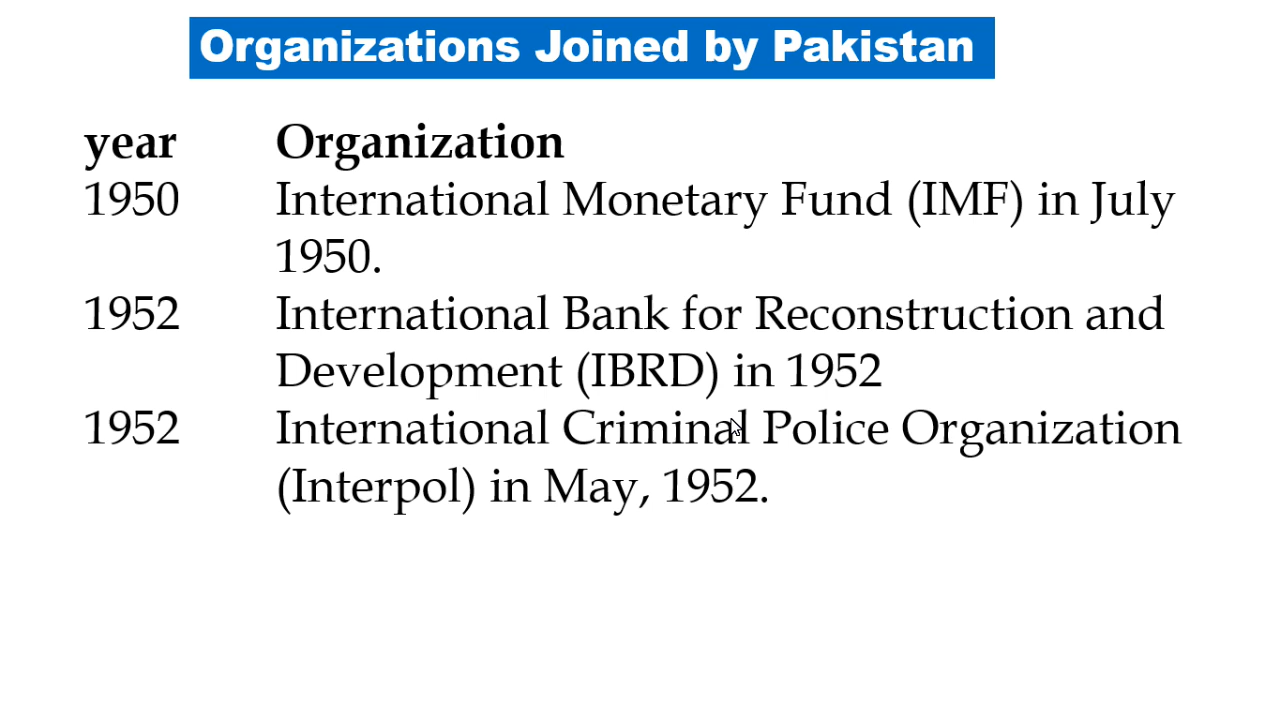 Organizations Joined by Pakistan
year Organization
1950 International Monetary Fund (IMF) in July
1950.
1952 International Bank for Reconstruction and
Development (IBRD) in 1952
1952 International Criminal Police Organization
(Interpol) in May, 1952.